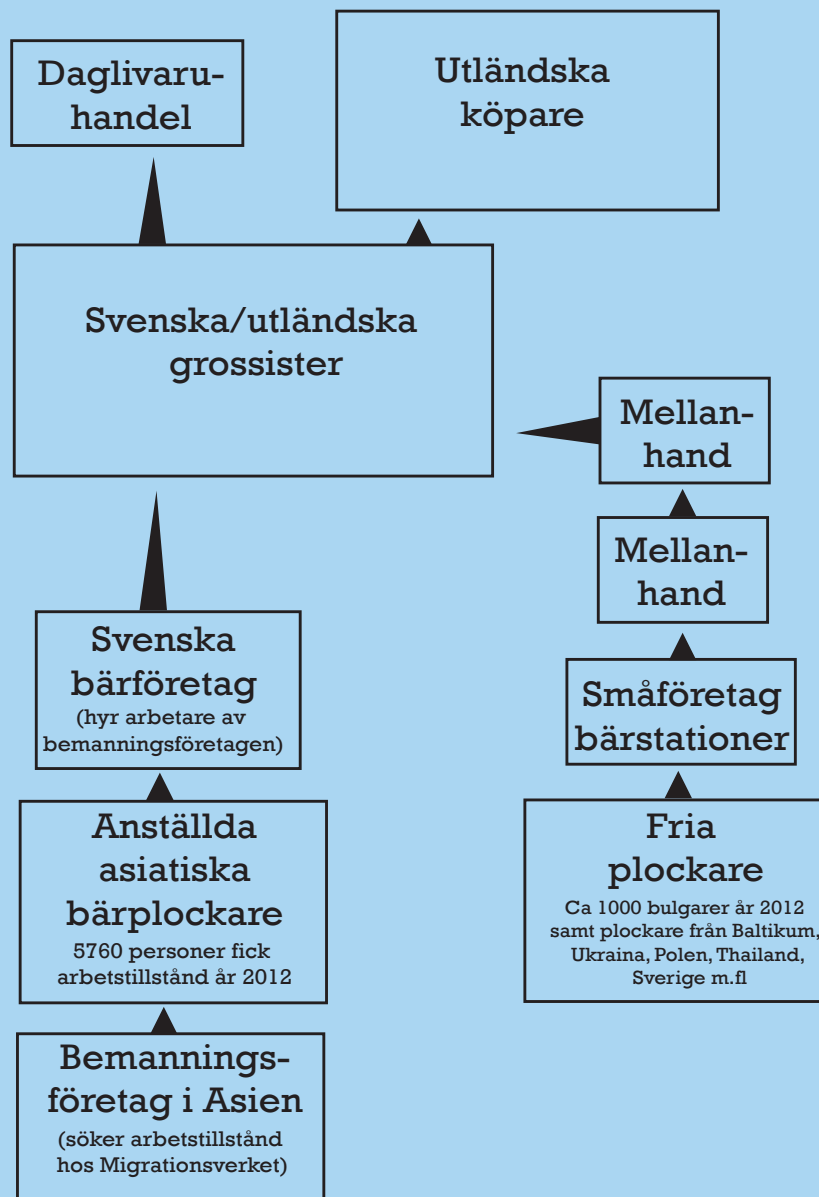 Daglivaru-
handel
Utländska
köpare
Svenska/utländska
grossister
Mellan-
hand
Mellan-
hand
Svenska
bärföretag
(hyr arbetare av
bemanningsföretagen)
Småföretag
bärstationer
Anställda
asiatiska
bärplockare
5760 personer fick
arbetstillstånd år 2012
Fria
plockare
Ca 1000 bulgarer år 2012
samt plockare från Baltikum,
Ukraina, Polen, Thailand,
Sverige m.fl
Bemannings-
företag i Asien
(söker arbetstillstånd
hos Migrationsverket)